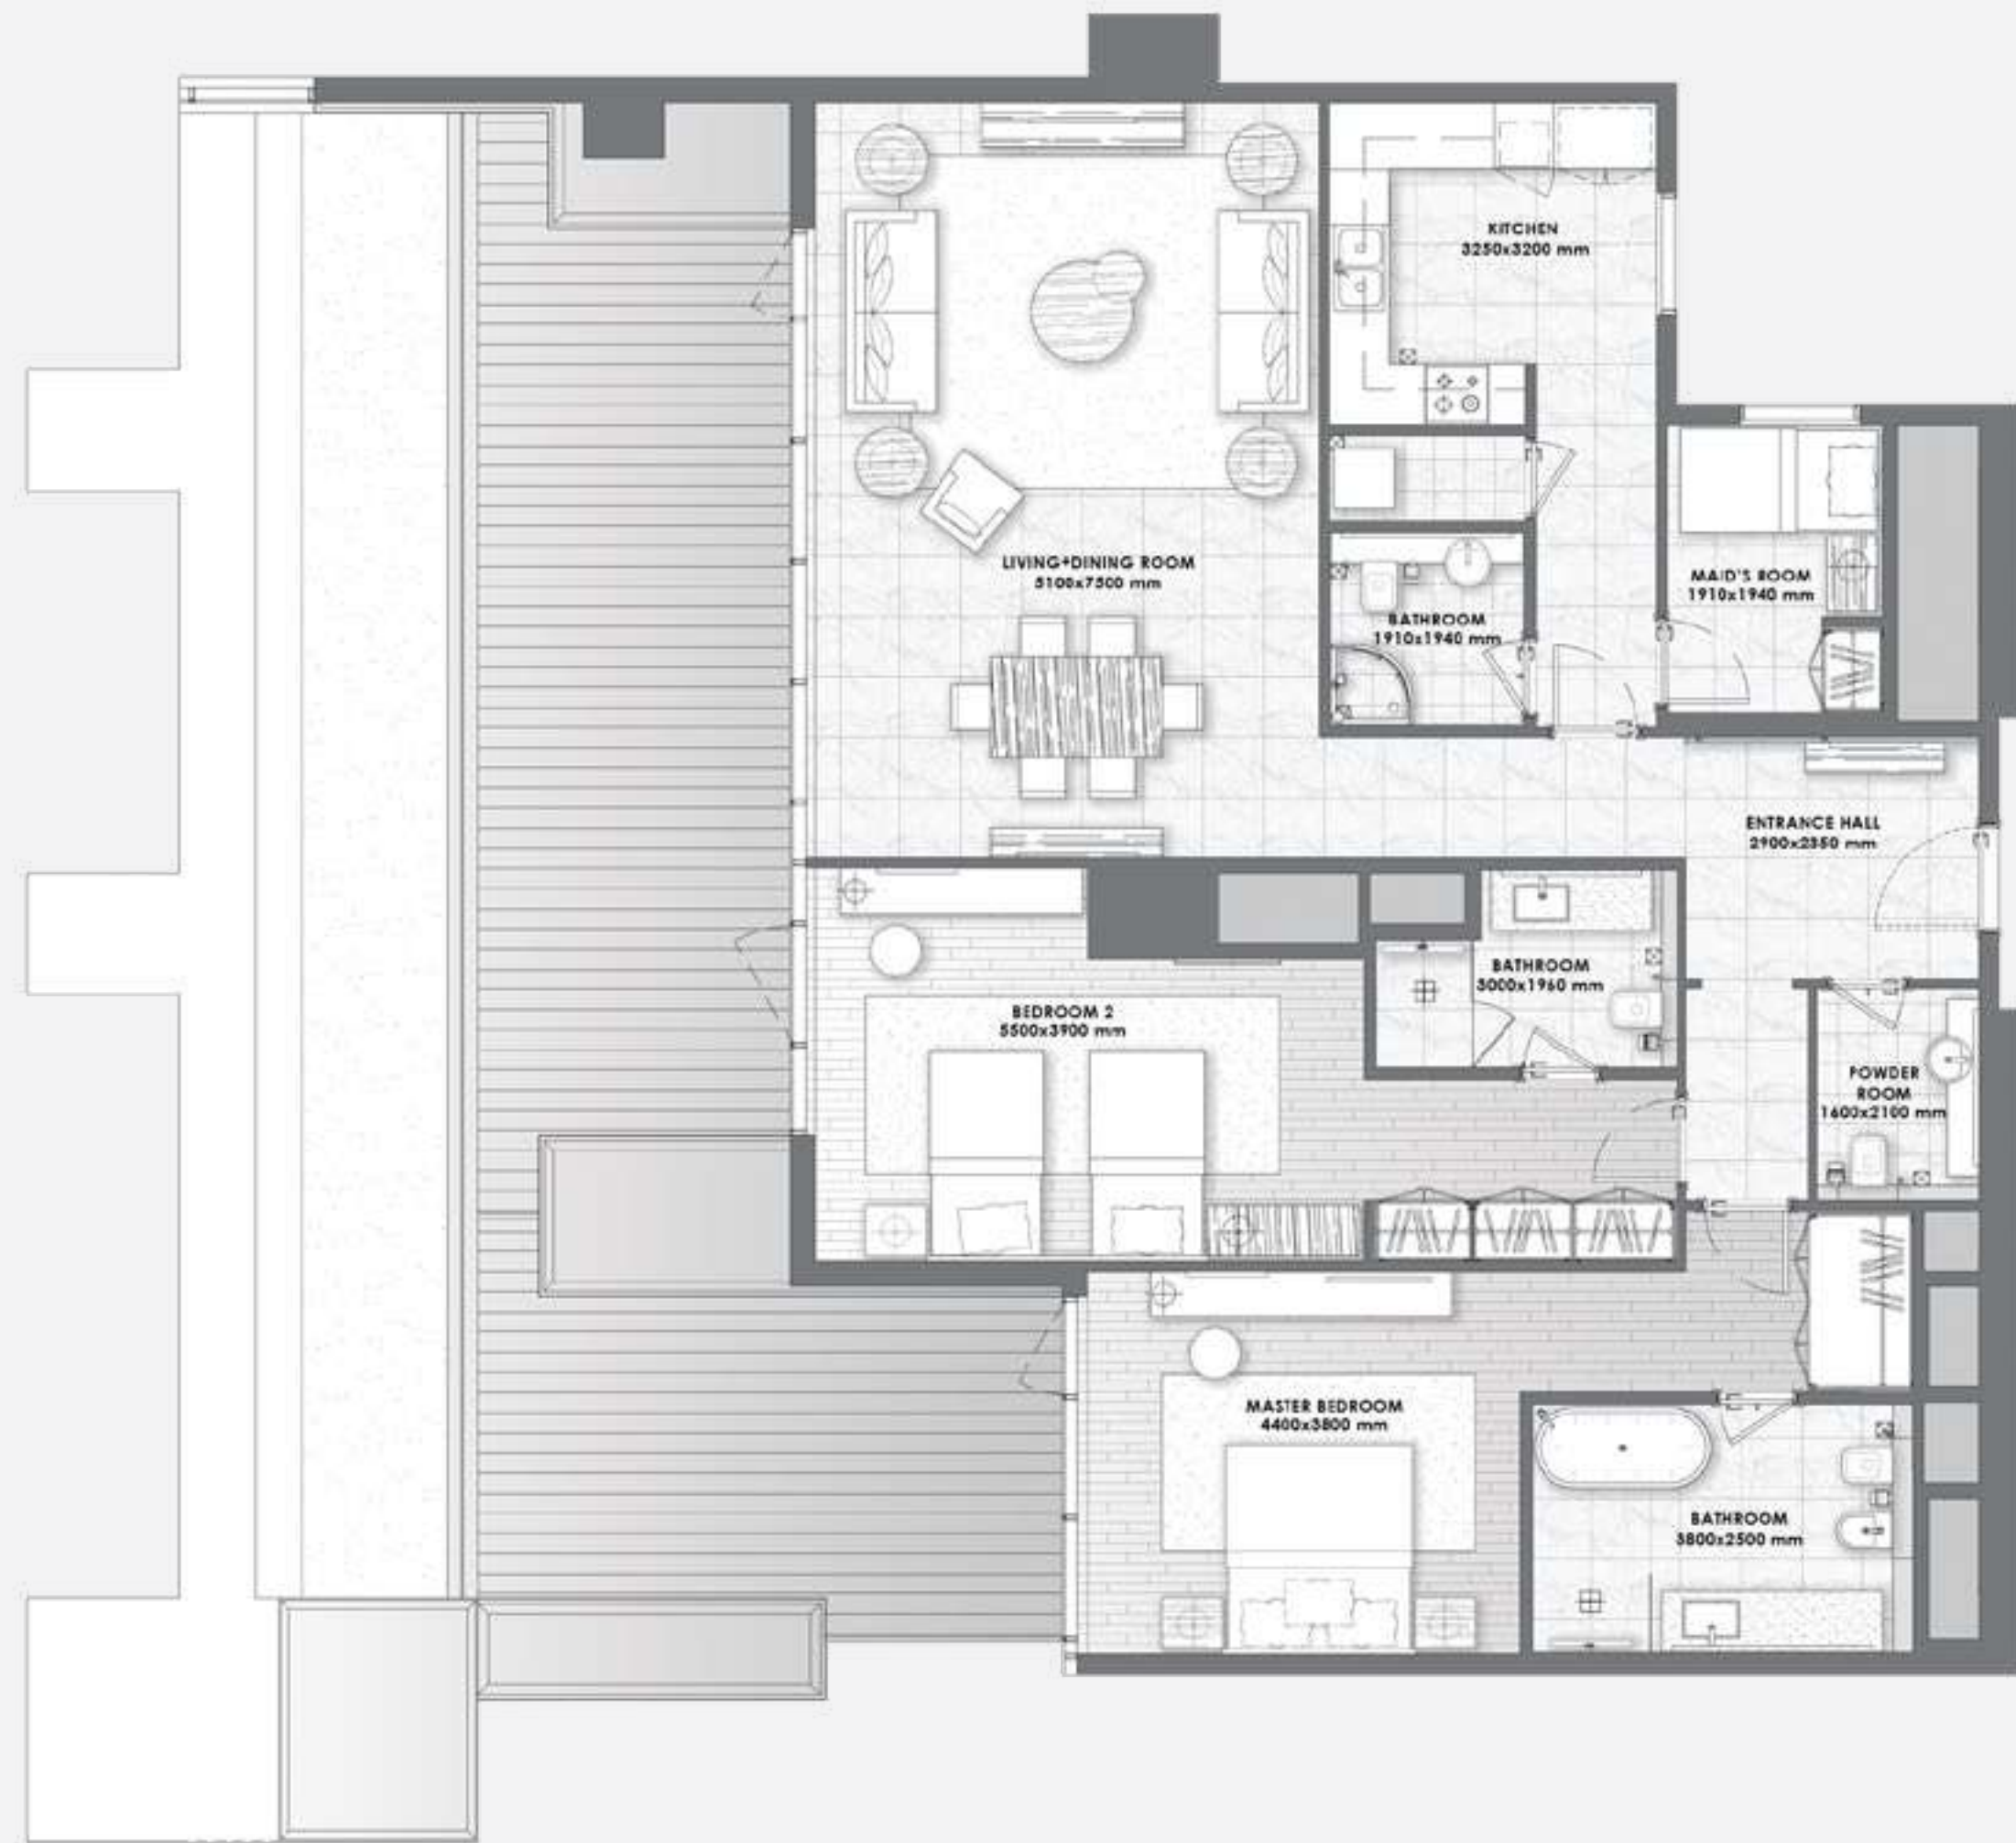 KITCHEN
3250x3200 mm
LIVING+DINING ROOM
5100x7500 mm
MAID'S ROOM
1910x1940 mm
BATHROOM
1910x1940 mm
ENTRANCE HALL
2900x2350 mm
BATHROOM
3000x1960 mm
BEDROOM 2
5500x3900 mm
POWDER
ROOM
1600x2100 mm
MASTER BEDROOM
4400x3800 mm
BATHROOM
3800x2500 mm